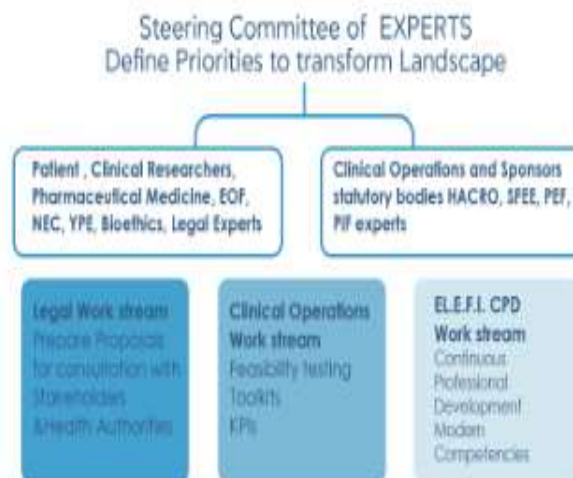 Steering Committee of EXPERTS
Define Priorities to transform Landscape
Patient , Clinical Researchers,
Pharmaceutical Medicine, EOF,
NEC, YPE, Bioethics, Legal Experts
Clinical Operations and Sponsors
statutory bodies HACRO, SFEE, PEF,
PIF experts
Legal Work stream
Prepare Proposals
for consultation with
Stakeholdes
&Health Authorities
Clinical Operations
Work stream
Feasibility testing
Toolkits
KPIs
EL.E.F.I. CPD
Work stream
Continuous
Professional
Development
Modern
Competencies